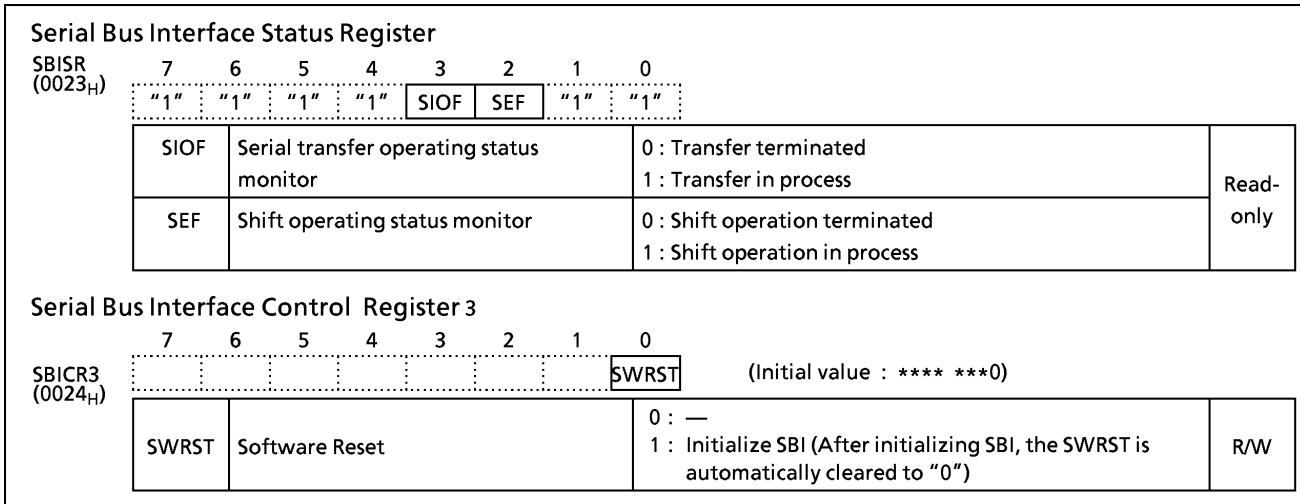 Serial Bus Interface Status Register
SBISR (0023H) 7 6 5 4 3 2 1 0
“1” “1” “1” “1” SIOF SEF “1” “1”
SIOF Serial transfer operating status monitor 0 : Transfer terminated
1 : Transfer in process
Read-only
SEF Shift operating status monitor 0 : Shift operation terminated
1 : Shift operation in process
Serial Bus Interface Control Register 3
7 6 5 4 3 2 1 0
SBICR3 (0024H) SWRST (Initial value : **** ***0)
SWRST Software Reset 0 : —
1 : Initialize SBI (After initializing SBI, the SWRST is
automatically cleared to “0”)
R/W